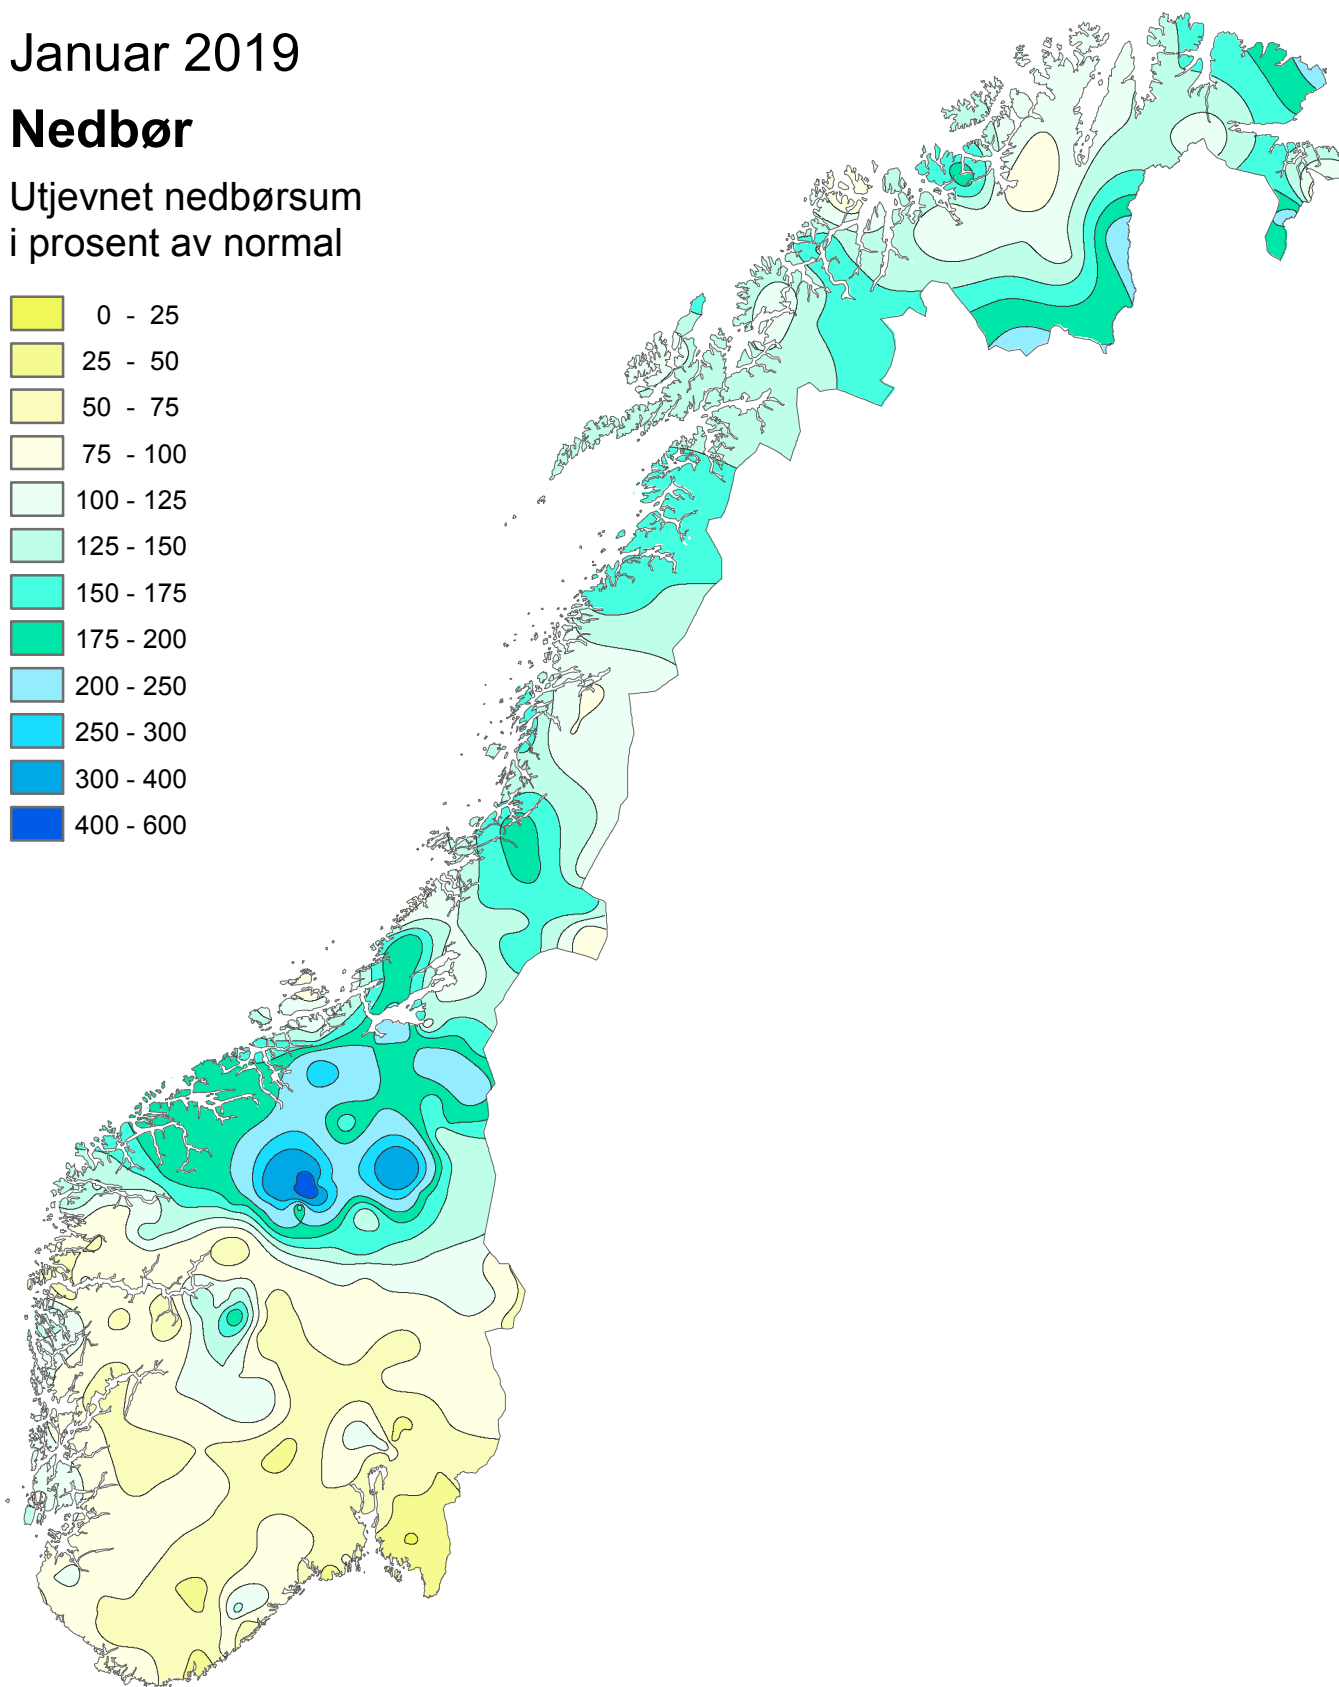 Januar 2019
Nedbør
Utjevnet nedbørsum
i prosent av normal
0 - 25
25 - 50
50 - 75
75 - 100
100 - 125
125 - 150
150 - 175
175 - 200
200 - 250
250 - 300
300 - 400
400 - 600